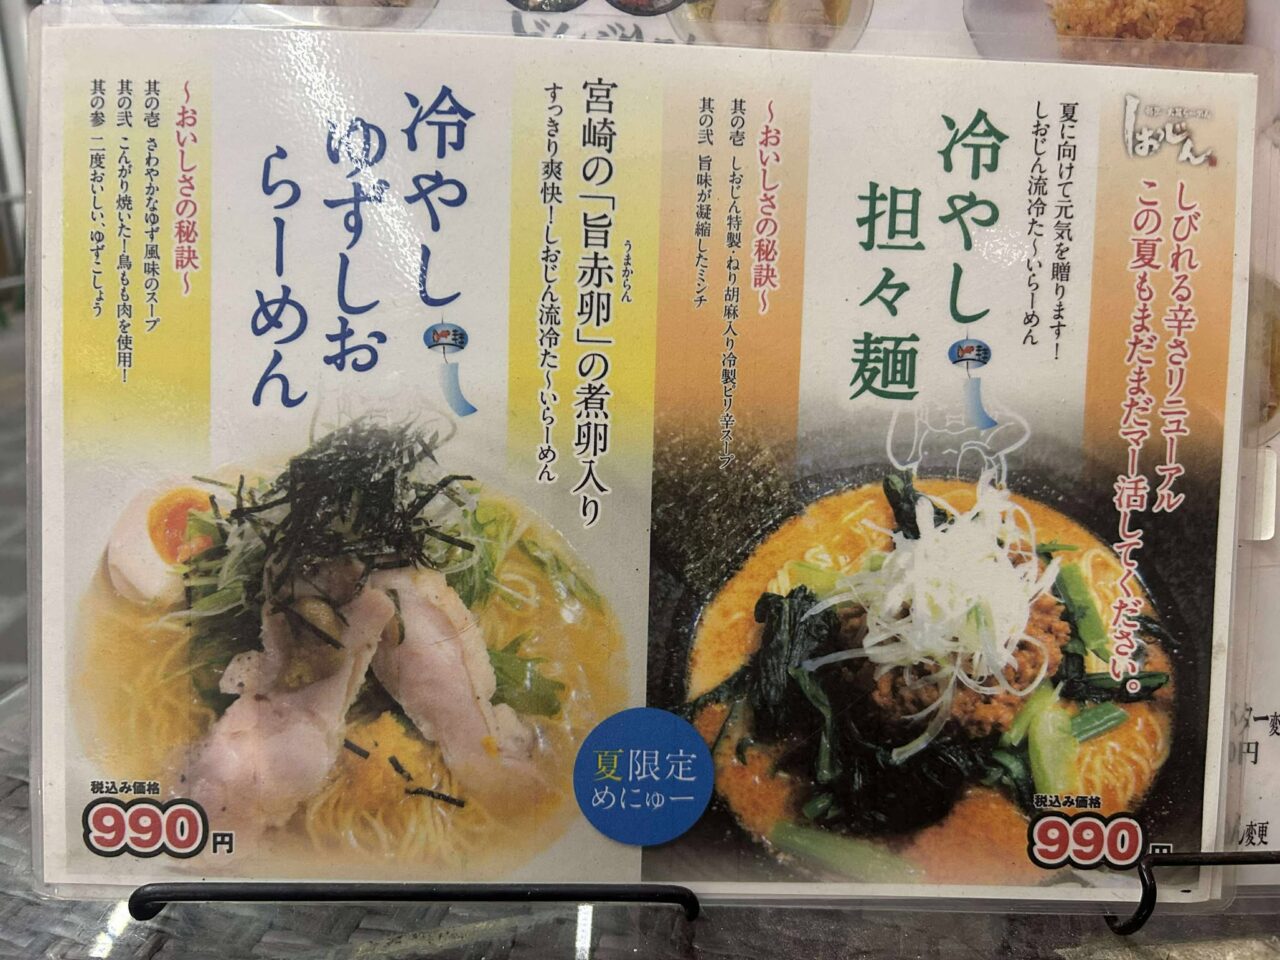 しおじん
しびれる辛さリニューアル
この夏もまだまだマー活してください。
夏に向けて元気を贈ります!
しおじん流冷た～いらーめん
冷やし
担々麺
～おいしさの秘訣～
其の壱 しおじん特製・ねり胡麻入り冷製ピリ辛スープ
其の弐 旨味が凝縮したミンチ
税込み価格
990円
宮崎の「旨赤卵」の煮卵入り
うまからん
すっきり爽快!しおじん流冷た～いらーめん
冷やし
ゆずしお
らーめん
～おいしさの秘訣～
其の壱 さわやかなゆず風味のスープ
其の弐 こんがり焼いた!鳥もも肉を使用!
其の参 二度おいしい、ゆずこしょう
税込み価格
990円
夏限定
めにゅー
ター変
円
変更